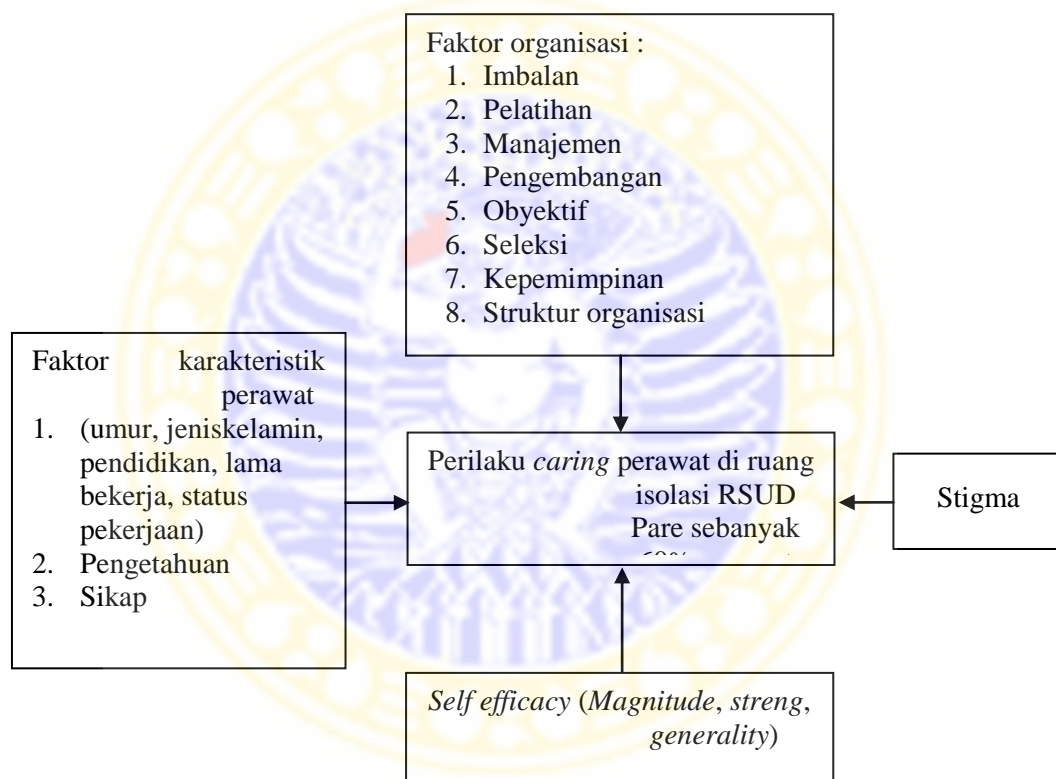 Faktor organisasi :
1. Imbalan
2. Pelatihan
3. Manajemen
4. Pengembangan
5. Obyektif
6. Seleksi
7. Kepemimpinan
8. Struktur organisasi
Faktor karakteristik
perawat
1. (umur, jeniskelamin,
pendidikan, lama
bekerja, status
pekerjaan)
2. Pengetahuan
3. Sikap
Perilaku caring perawat di ruang
isolasi RSUD
Pare sebanyak
Stigma
Self efficacy (Magnitude, streng,
generality)